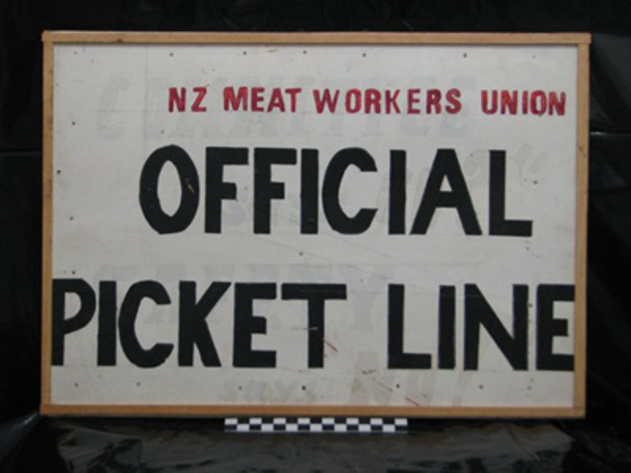 NZ MEAT WORKERS UNION
OFFICIAL
PICKET LINE